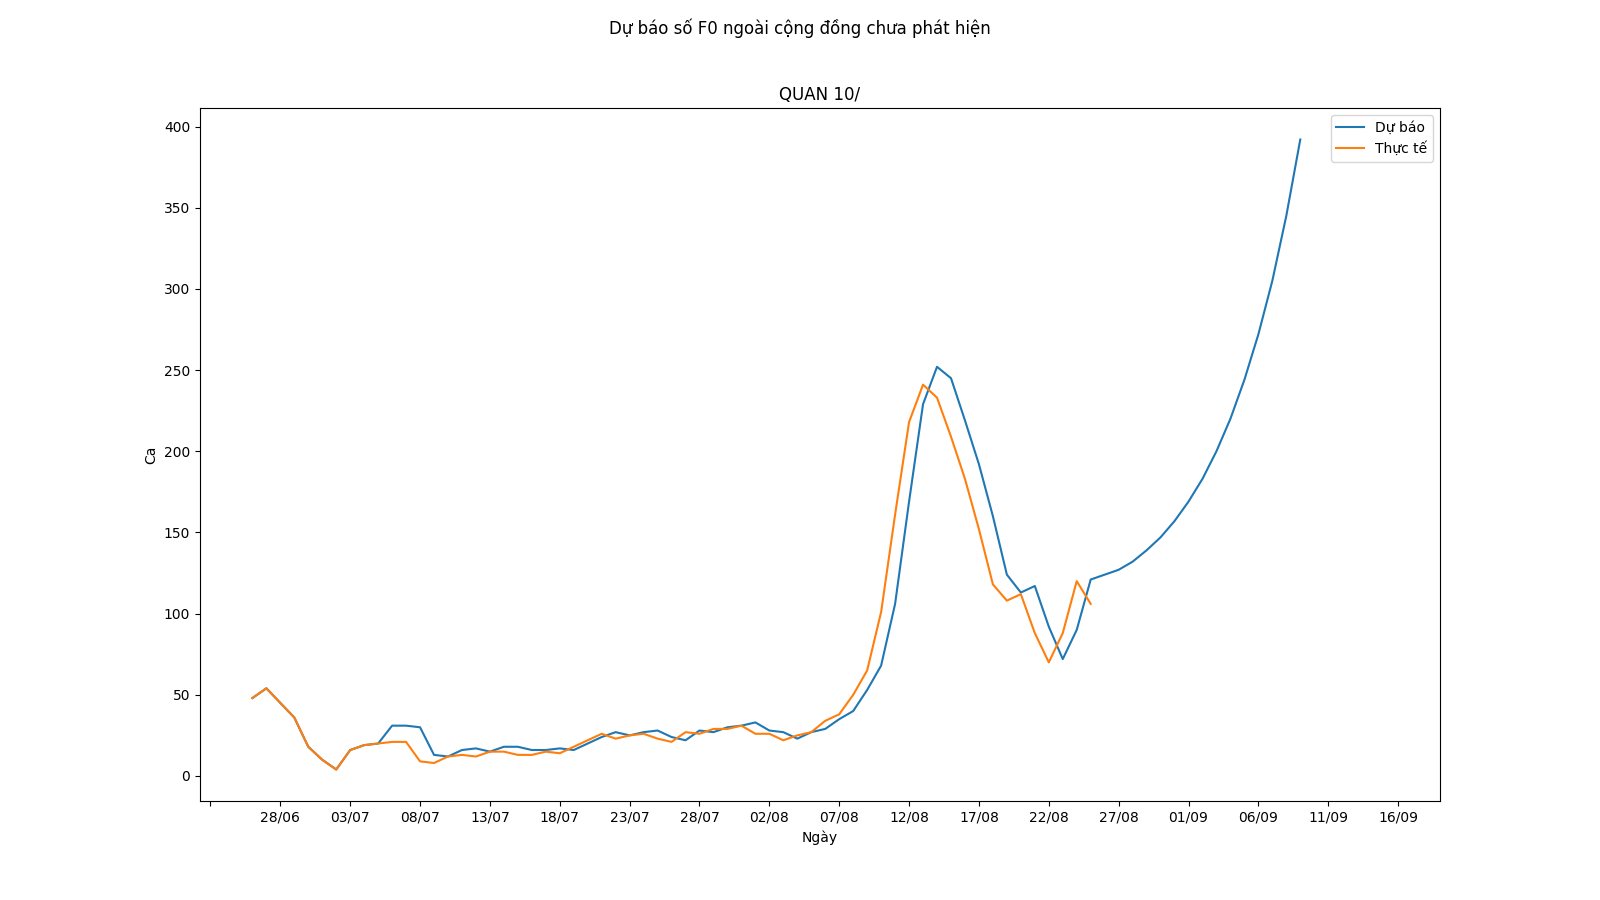 Dự báo số F0 ngoài cộng đồng chưa phát hiện
QUAN 10/
Dự báo
Thực tế
400
350
300
250
200
150
100
50
0
Ca
28/06 03/07 08/07 13/07 18/07 23/07 28/07 02/08 07/08 12/08 17/08 22/08 27/08 01/09 06/09 11/09 16/09
Ngày